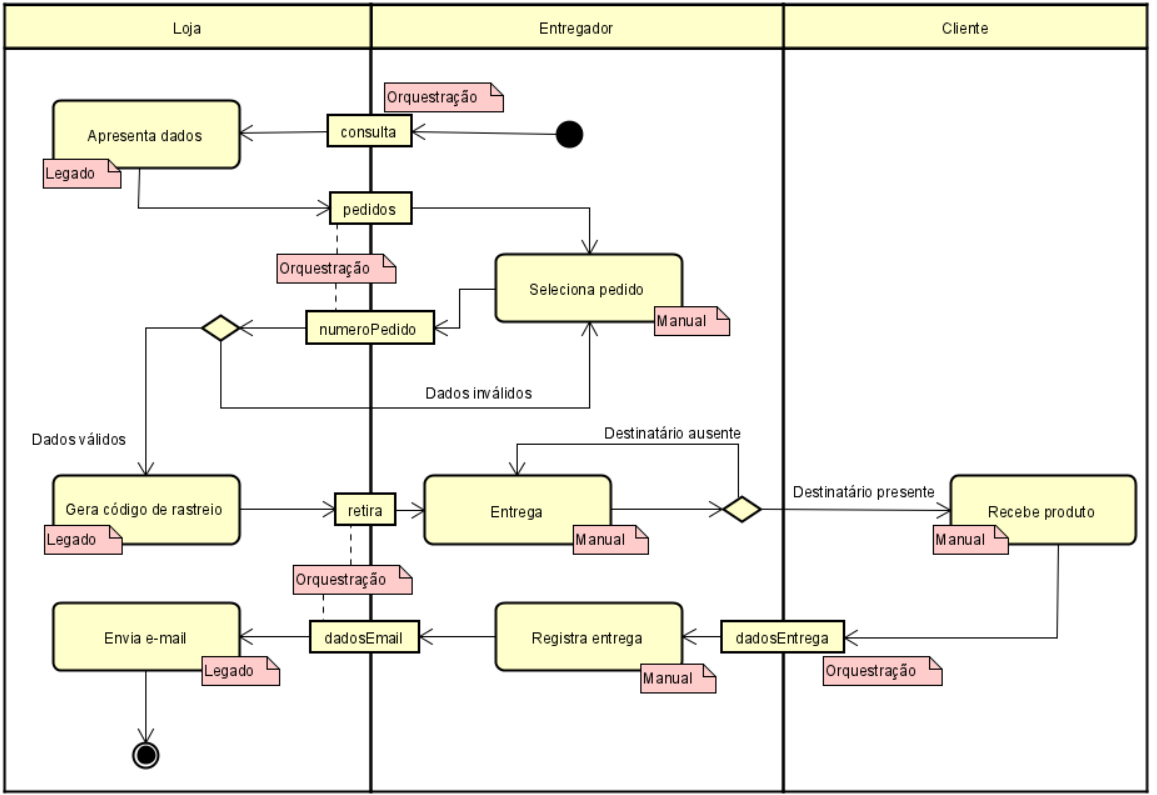 Loja
Entregador
Cliente
Orquestração
consulta
Apresenta dados
Legado
pedidos
Orquestração
Seleciona pedido
Manual
numeroPedido
Dados inválidos
Dados válidos
Destinatário ausente
Destinatário presente
Gera código de rastreio
Legado
retira
Entrega
Manual
Recebe produto
Manual
Orquestração
Envia e-mail
Legado
dadosEmail
Registra entrega
Manual
dadosEntrega
Orquestração